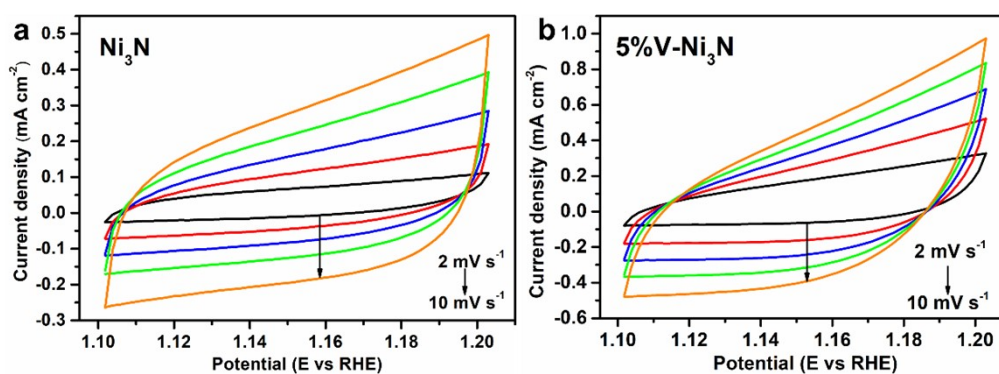 a
Ni₃N
Current density (mA cm⁻²)
0.5
0.4
0.3
0.2
0.1
0.0
-0.1
-0.2
-0.3
2 mV s⁻¹
10 mV s⁻¹
1.10 1.12 1.14 1.16 1.18 1.20
Potential (E vs RHE)
b
5%V-Ni₃N
Current density (mA cm⁻²)
1.0
0.8
0.6
0.4
0.2
0.0
-0.2
-0.4
-0.6
2 mV s⁻¹
10 mV s⁻¹
1.10 1.12 1.14 1.16 1.18 1.20
Potential (E vs RHE)